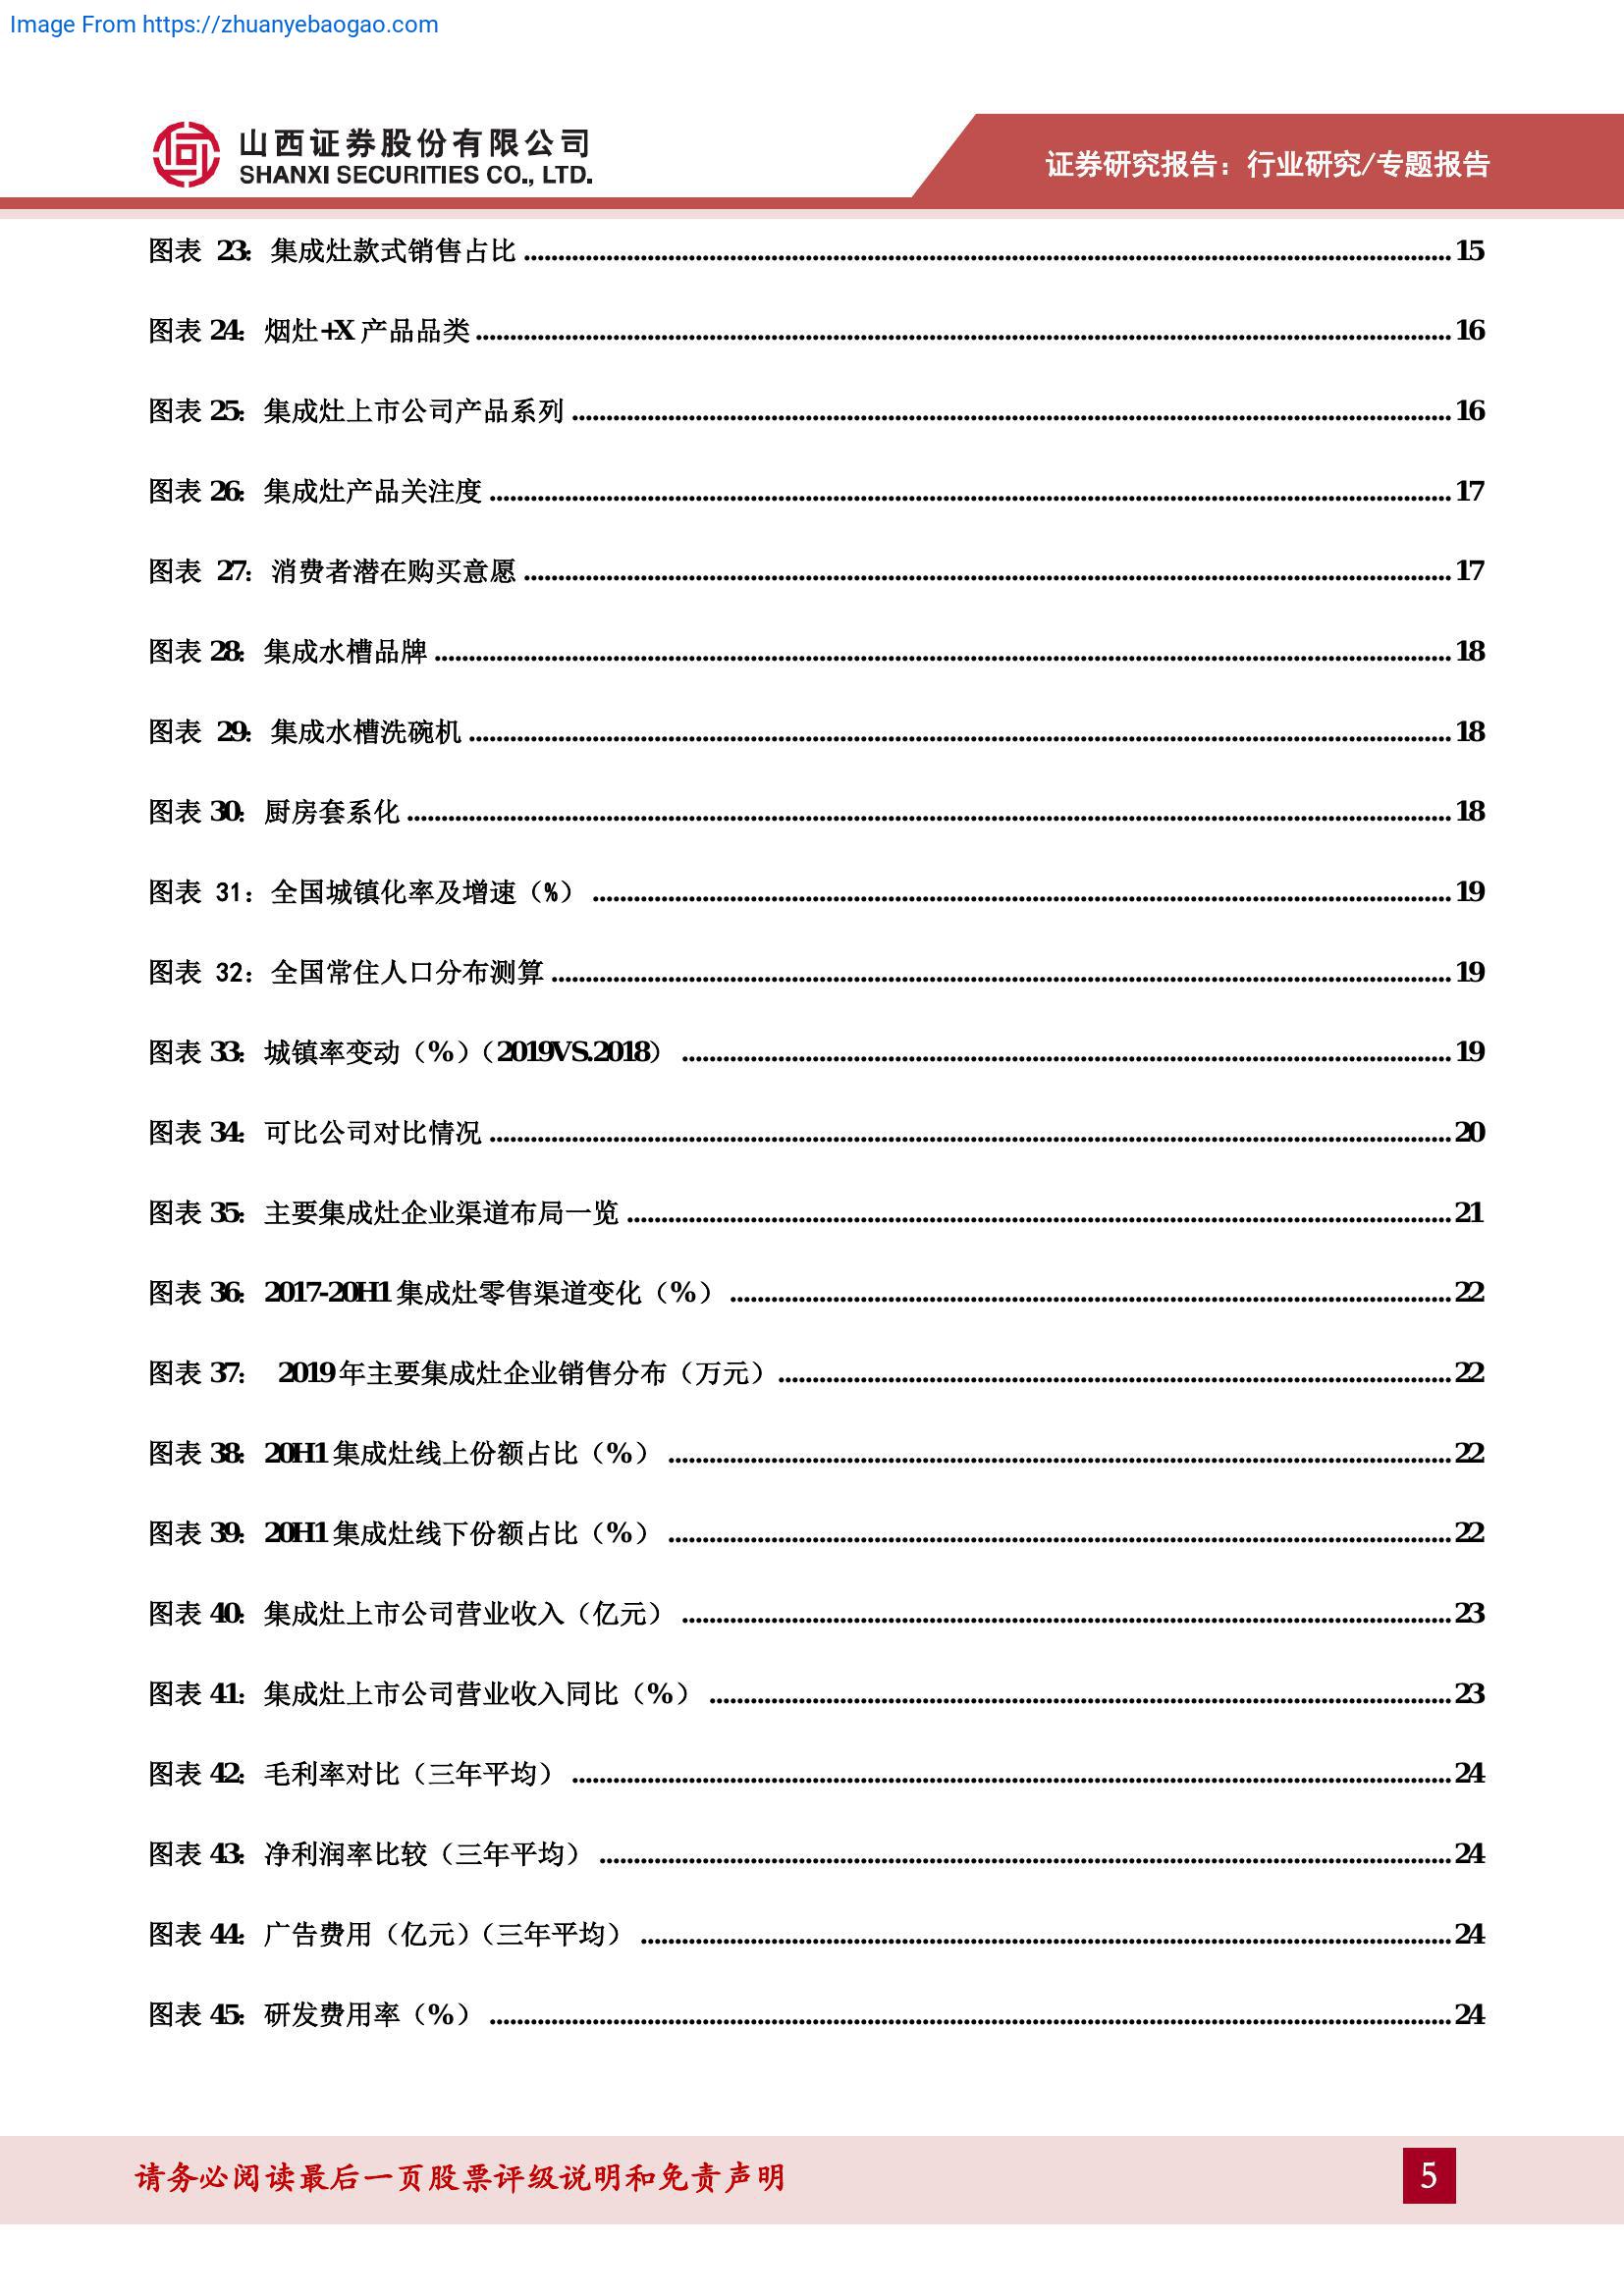 Image From https://zhuanyebaogao.com
山西证券股份有限公司
SHANXI SECURITIES CO., LTD.
证券研究报告：行业研究/专题报告
图表 23：集成灶款式销售占比 15
图表 24：烟灶+X 产品品类 16
图表 25：集成灶上市公司产品系列 16
图表 26：集成灶产品关注度 17
图表 27：消费者潜在购买意愿 17
图表 28：集成水槽品牌 18
图表 29：集成水槽洗碗机 18
图表 30：厨房套系化 18
图表 31：全国城镇化率及增速（%） 19
图表 32：全国常住人口分布测算 19
图表 33：城镇率变动（%）（2019VS.2018） 19
图表 34：可比公司对比情况 20
图表 35：主要集成灶企业渠道布局一览 21
图表 36：2017-20H1 集成灶零售渠道变化（%） 22
图表 37： 2019 年主要集成灶企业销售分布（万元） 22
图表 38：20H1 集成灶线上份额占比（%） 22
图表 39：20H1 集成灶线下份额占比（%） 22
图表 40：集成灶上市公司营业收入（亿元） 23
图表 41：集成灶上市公司营业收入同比（%） 23
图表 42：毛利率对比（三年平均） 24
图表 43：净利润率比较（三年平均） 24
图表 44：广告费用（亿元）（三年平均） 24
图表 45：研发费用率（%） 24
请务必阅读最后一页股票评级说明和免责声明
5